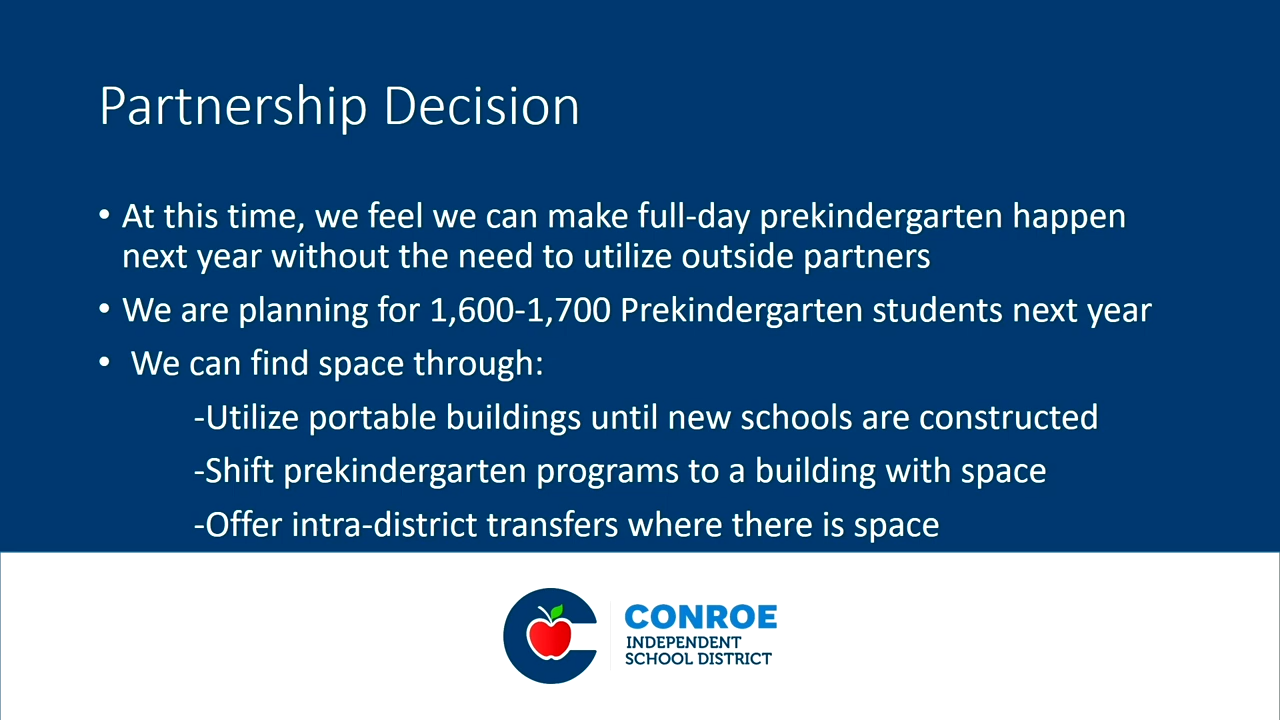 Partnership Decision
• At this time, we feel we can make full-day prekindergarten happen
next year without the need to utilize outside partners
• We are planning for 1,600-1,700 Prekindergarten students next year
• We can find space through:
-Utilize portable buildings until new schools are constructed
-Shift prekindergarten programs to a building with space
-Offer intra-district transfers where there is space
CONROE
INDEPENDENT
SCHOOL DISTRICT